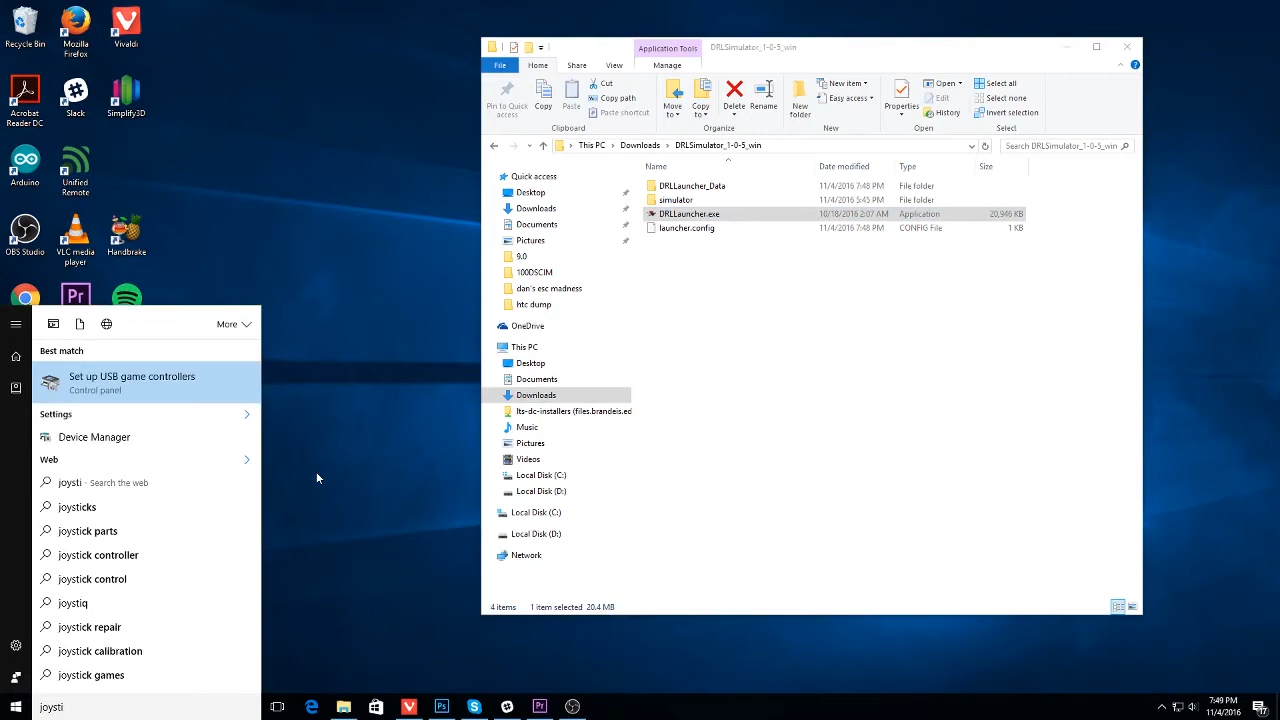 Recycle Bin
Mozilla Firefox
Vivaldi
Acrobat Reader DC
Slack
Simplify3D
Arduino
Unified Remote
OBS Studio
VLC media player
Handbrake
Pr
More
Best match
Set up USB game controllers
Control panel
Settings
Device Manager
Web
joysti - Search the web
joysticks
joystick parts
joystick controller
joystick control
joystiq
joystick repair
joystick calibration
joystick games
joysti
Application Tools
DRLSimulator_1-0-5_win
File
Home
Share
View
Manage
Pin to Quick access
Copy
Paste
Cut
Copy path
Paste shortcut
Clipboard
Move to
Copy to
Delete
Rename
Organize
New folder
New item
Easy access
New
Properties
Open
Edit
History
Open
Select all
Select none
Invert selection
Select
This PC > Downloads > DRLSimulator_1-0-5_win
Search DRLSimulator_1-0-5_win
Quick access
Desktop
Downloads
Documents
Pictures
9.0
100DSCIM
dan's esc madness
htc dump
OneDrive
This PC
Desktop
Documents
Downloads
lts-dc-installers (files.brandeis.ed
Music
Pictures
Videos
Local Disk (C:)
Local Disk (D:)
Local Disk (C:)
Local Disk (D:)
Network
Name Date modified Type Size
DRLLauncher_Data 11/4/2016 7:48 PM File folder
simulator 11/4/2016 5:45 PM File folder
DRLLauncher.exe 10/18/2016 2:07 AM Application 20,946 KB
launcher.config 11/4/2016 7:48 PM CONFIG File 1 KB
4 items 1 item selected 20.4 MB
Ps
Pr
7:49 PM
11/4/2016